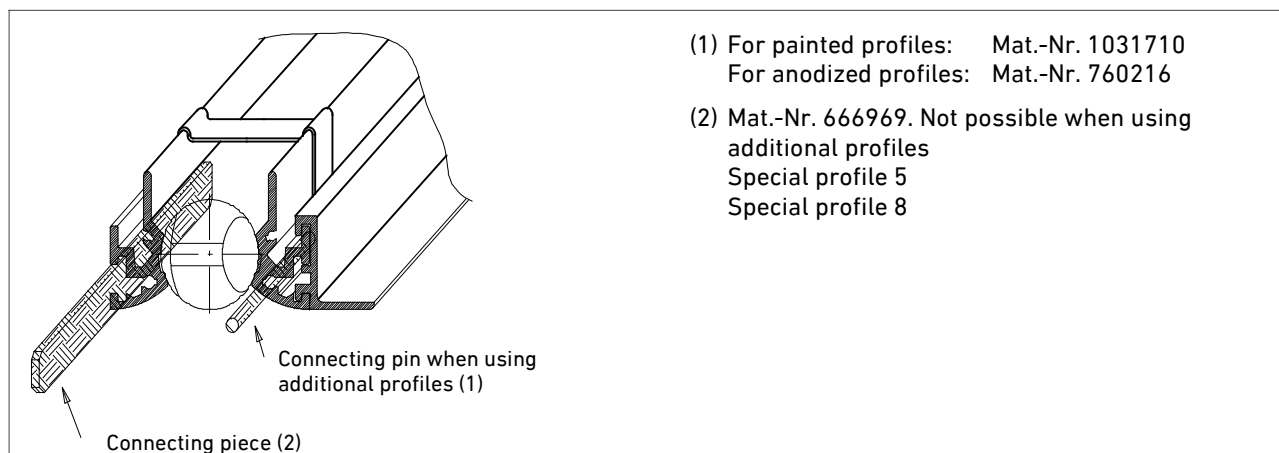 (1) For painted profiles: Mat.-Nr. 1031710
For anodized profiles: Mat.-Nr. 760216
(2) Mat.-Nr. 666969. Not possible when using
additional profiles
Special profile 5
Special profile 8
Connecting pin when using
additional profiles (1)
Connecting piece (2)